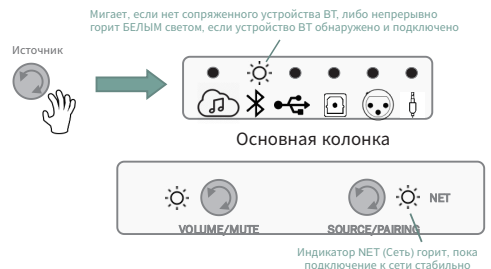 Мигает, если нет сопряженного устройства BT, либо непрерывно
горит БЕЛЫМ светом, если устройство BT обнаружено и подключено
Источник
Основная колонка
NET
VOLUME/MUTE
SOURCE/PAIRING
Индикатор NET (Сеть) горит, пока
подключение к сети стабильно